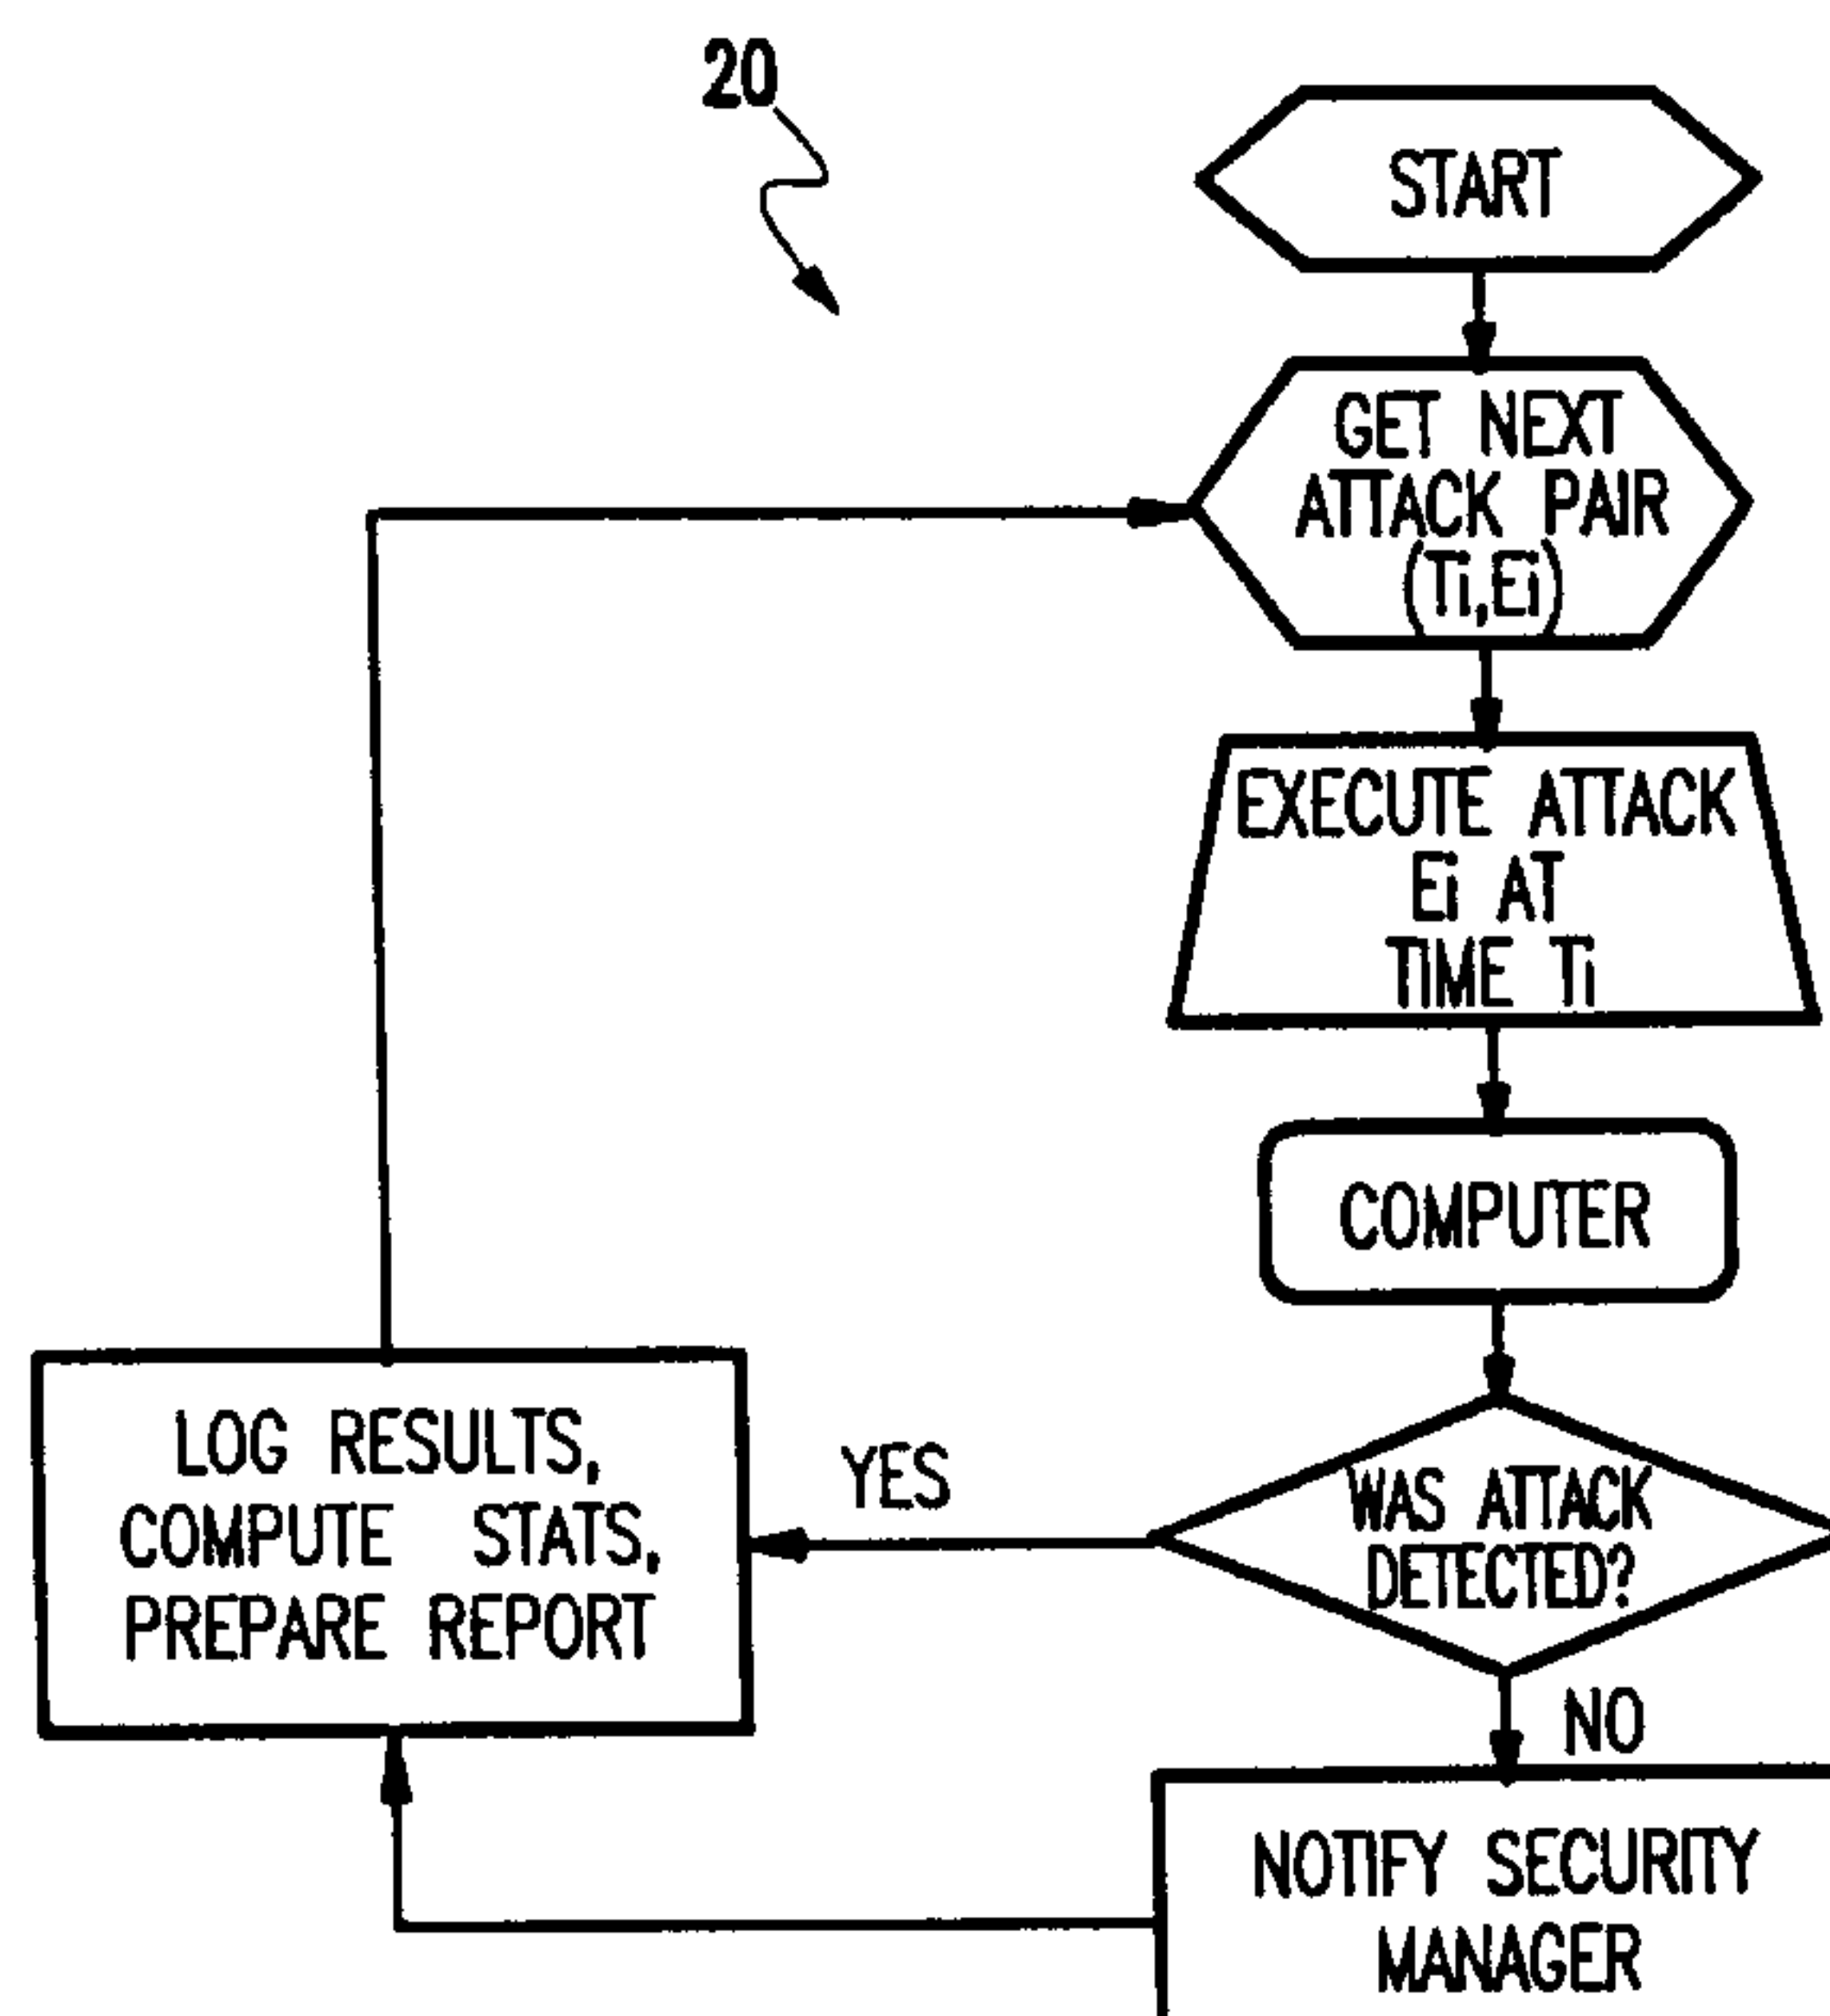 20
START
GET NEXT
ATTACK PAIR
(Ti,Ei)
EXECUTE ATTACK
Ei AT
TIME Ti
COMPUTER
WAS ATTACK
DETECTED?
YES
LOG RESULTS,
COMPUTE STATS,
PREPARE REPORT
NO
NOTIFY SECURITY
MANAGER